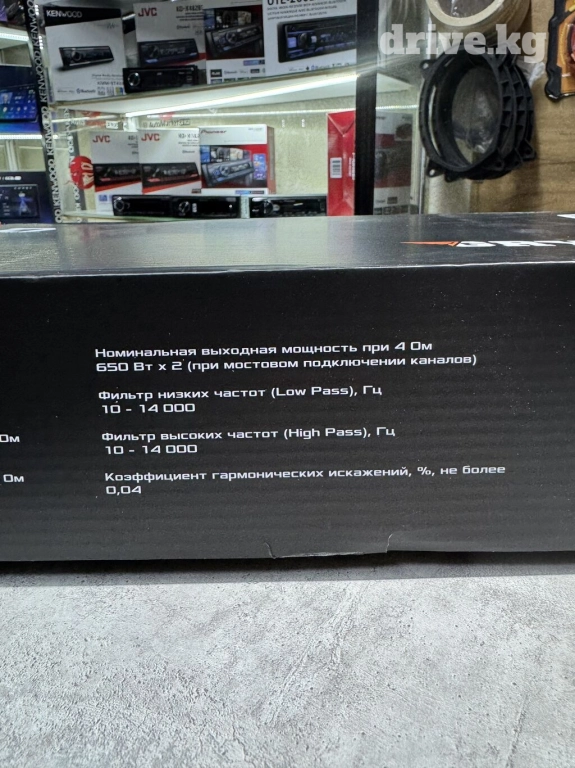 drive.kg
KENWOOD
JVC
JVC
JVC
Pioneer
Номинальная выходная мощность при 4 Ом
650 Вт x 2 (при мостовом подключении каналов)
Фильтр низких частот (Low Pass), Гц
10 - 14 000
Ом
Фильтр высоких частот (High Pass), Гц
10 - 14 000
Ом
Коэффициент гармонических искажений, %, не более
0,04